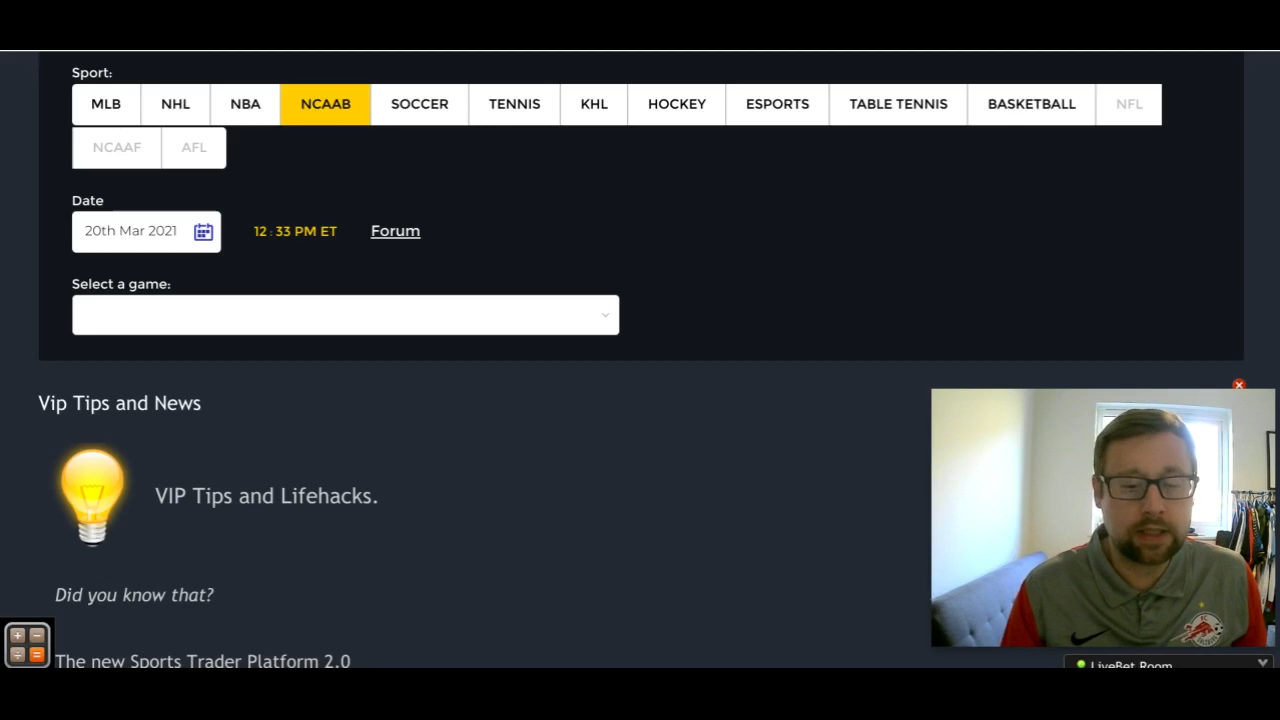 Sport:
MLB NHL NBA NCAAB SOCCER TENNIS KHL HOCKEY ESPORTS TABLE TENNIS BASKETBALL NFL
NCAAF AFL
Date
20th Mar 2021 12:33 PM ET Forum
Select a game:
Vip Tips and News
VIP Tips and Lifehacks.
Did you know that?
The new Sports Trader Platform 2.0
LiveBet Room